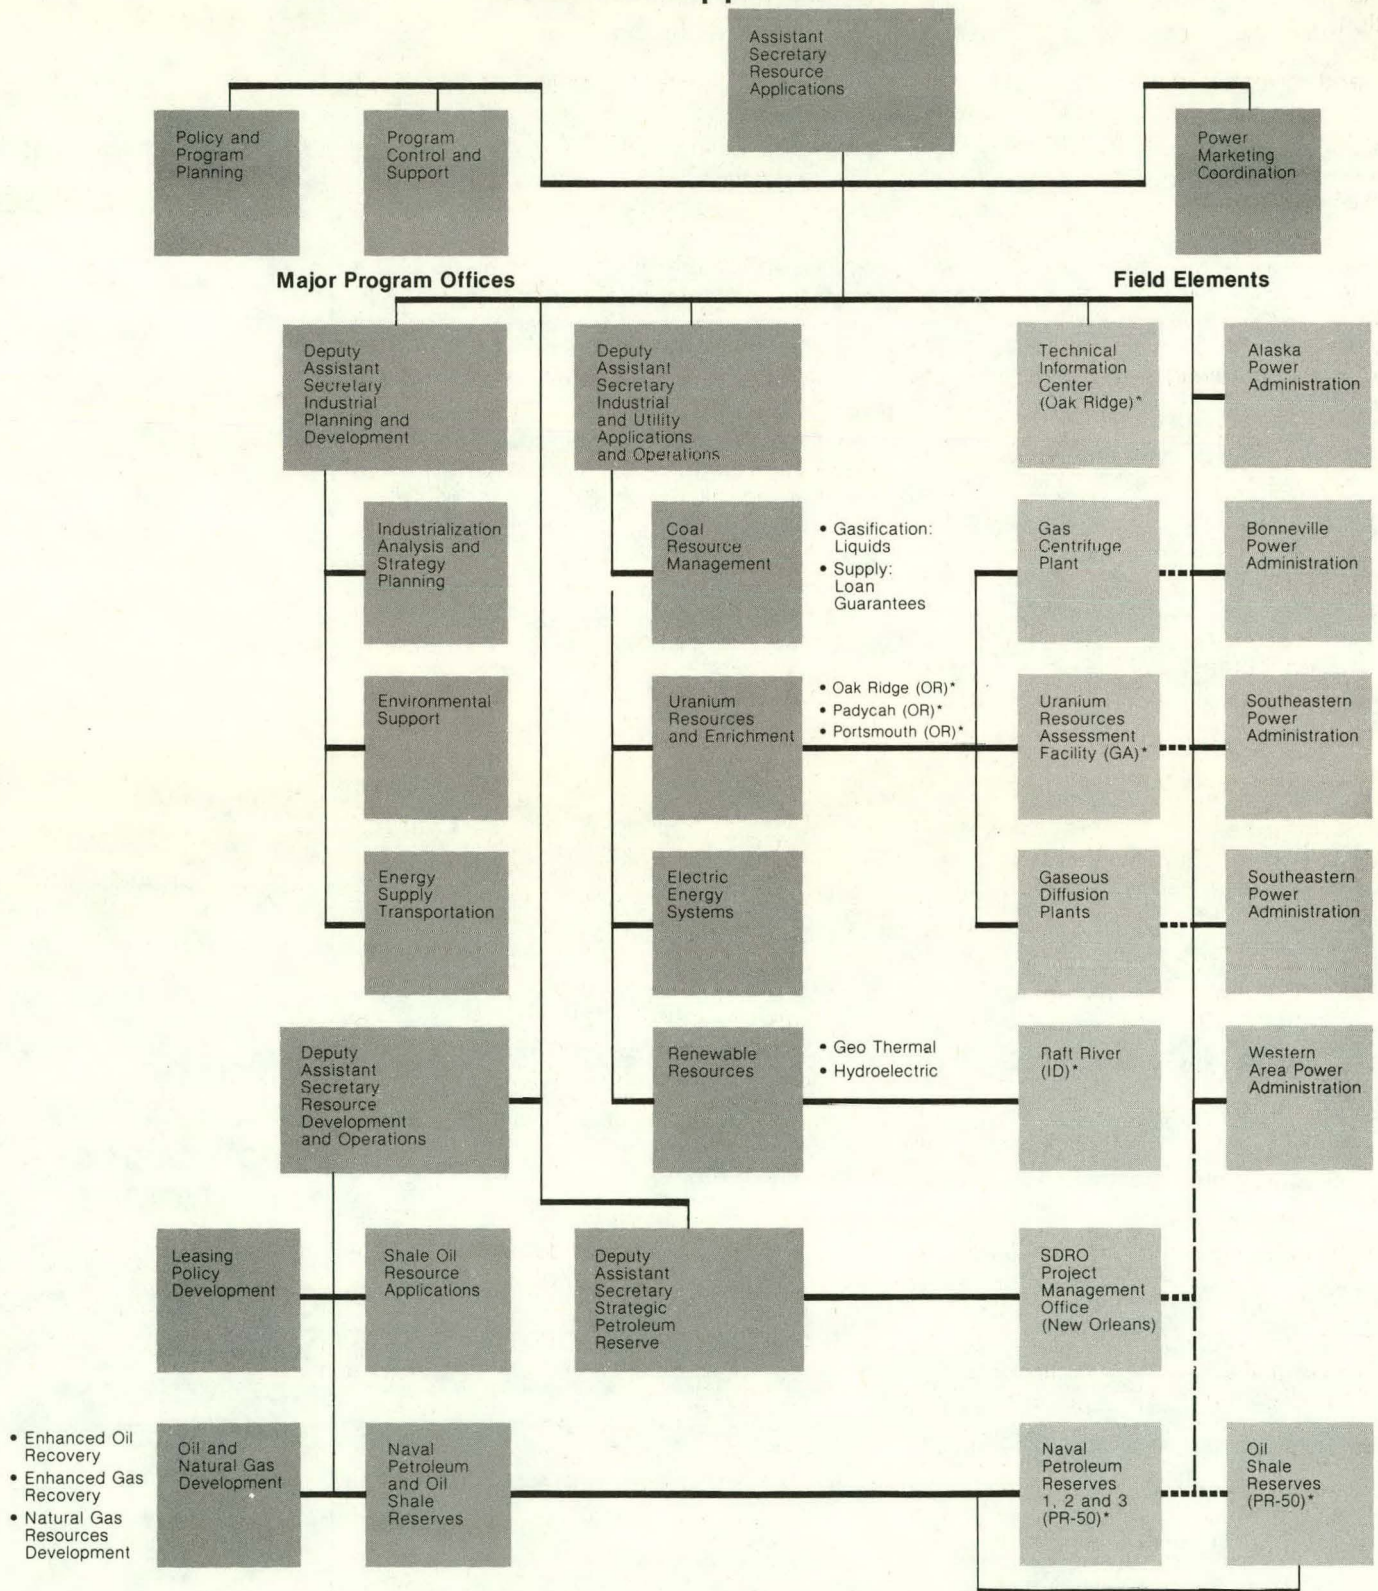 Assistant
Secretary
Resource
Applications
Policy and
Program
Planning
Program
Control and
Support
Power
Marketing
Coordination
Major Program Offices
Field Elements
Deputy
Assistant
Secretary
Industrial
Planning and
Development
Deputy
Assistant
Secretary
Industrial
and Utility
Applications
and Operations
Technical
Information
Center
(Oak Ridge)*
Alaska
Power
Administration
Industrialization
Analysis and
Strategy
Planning
Coal
Resource
Management
• Gasification:
Liquids
• Supply:
Loan
Guarantees
Gas
Centrifuge
Plant
Bonneville
Power
Administration
Environmental
Support
Uranium
Resources
and Enrichment
• Oak Ridge (OR)*
• Padycah (OR)*
• Portsmouth (OR)*
Uranium
Resources
Assessment
Facility (GA)*
Southeastern
Power
Administration
Energy
Supply
Transportation
Electric
Energy
Systems
Gaseous
Diffusion
Plants
Southeastern
Power
Administration
Deputy
Assistant
Secretary
Resource
Development
and Operations
Renewable
Resources
• Geo Thermal
• Hydroelectric
Raft River
(ID)*
Western
Area Power
Administration
Leasing
Policy
Development
Shale Oil
Resource
Applications
Deputy
Assistant
Secretary
Strategic
Petroleum
Reserve
SDRO
Project
Management
Office
(New Orleans)
• Enhanced Oil
Recovery
• Enhanced Gas
Recovery
• Natural Gas
Resources
Development
Oil and
Natural Gas
Development
Naval
Petroleum
and Oil
Shale
Reserves
Naval
Petroleum
Reserves
1, 2 and 3
(PR-50)*
Oil
Shale
Reserves
(PR-50)*